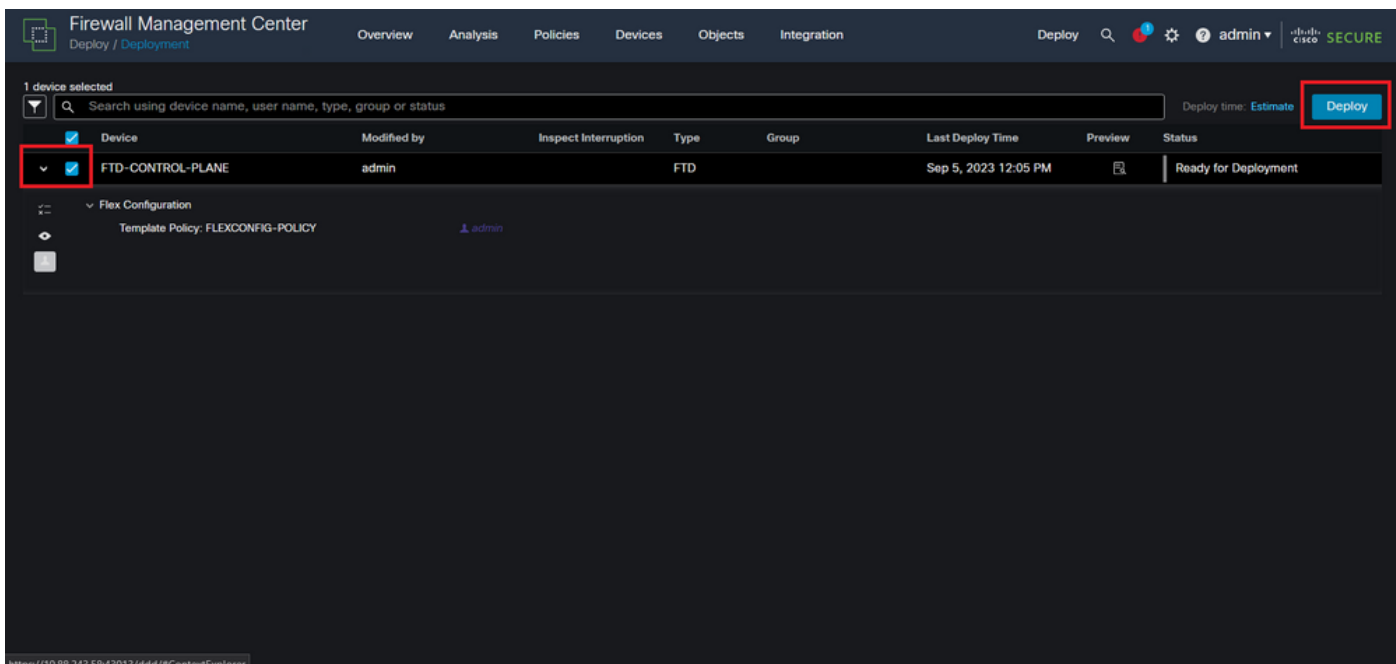 Firewall Management Center
Deploy / Deployment
Overview Analysis Policies Devices Objects Integration
Deploy 1 admin cisco SECURE
1 device selected
Search using device name, user name, type, group or status
Deploy time: Estimate Deploy
Device Modified by Inspect Interruption Type Group Last Deploy Time Preview Status
FTD-CONTROL-PLANE admin FTD Sep 5, 2023 12:05 PM Ready for Deployment
Flex Configuration
Template Policy: FLEXCONFIG-POLICY admin